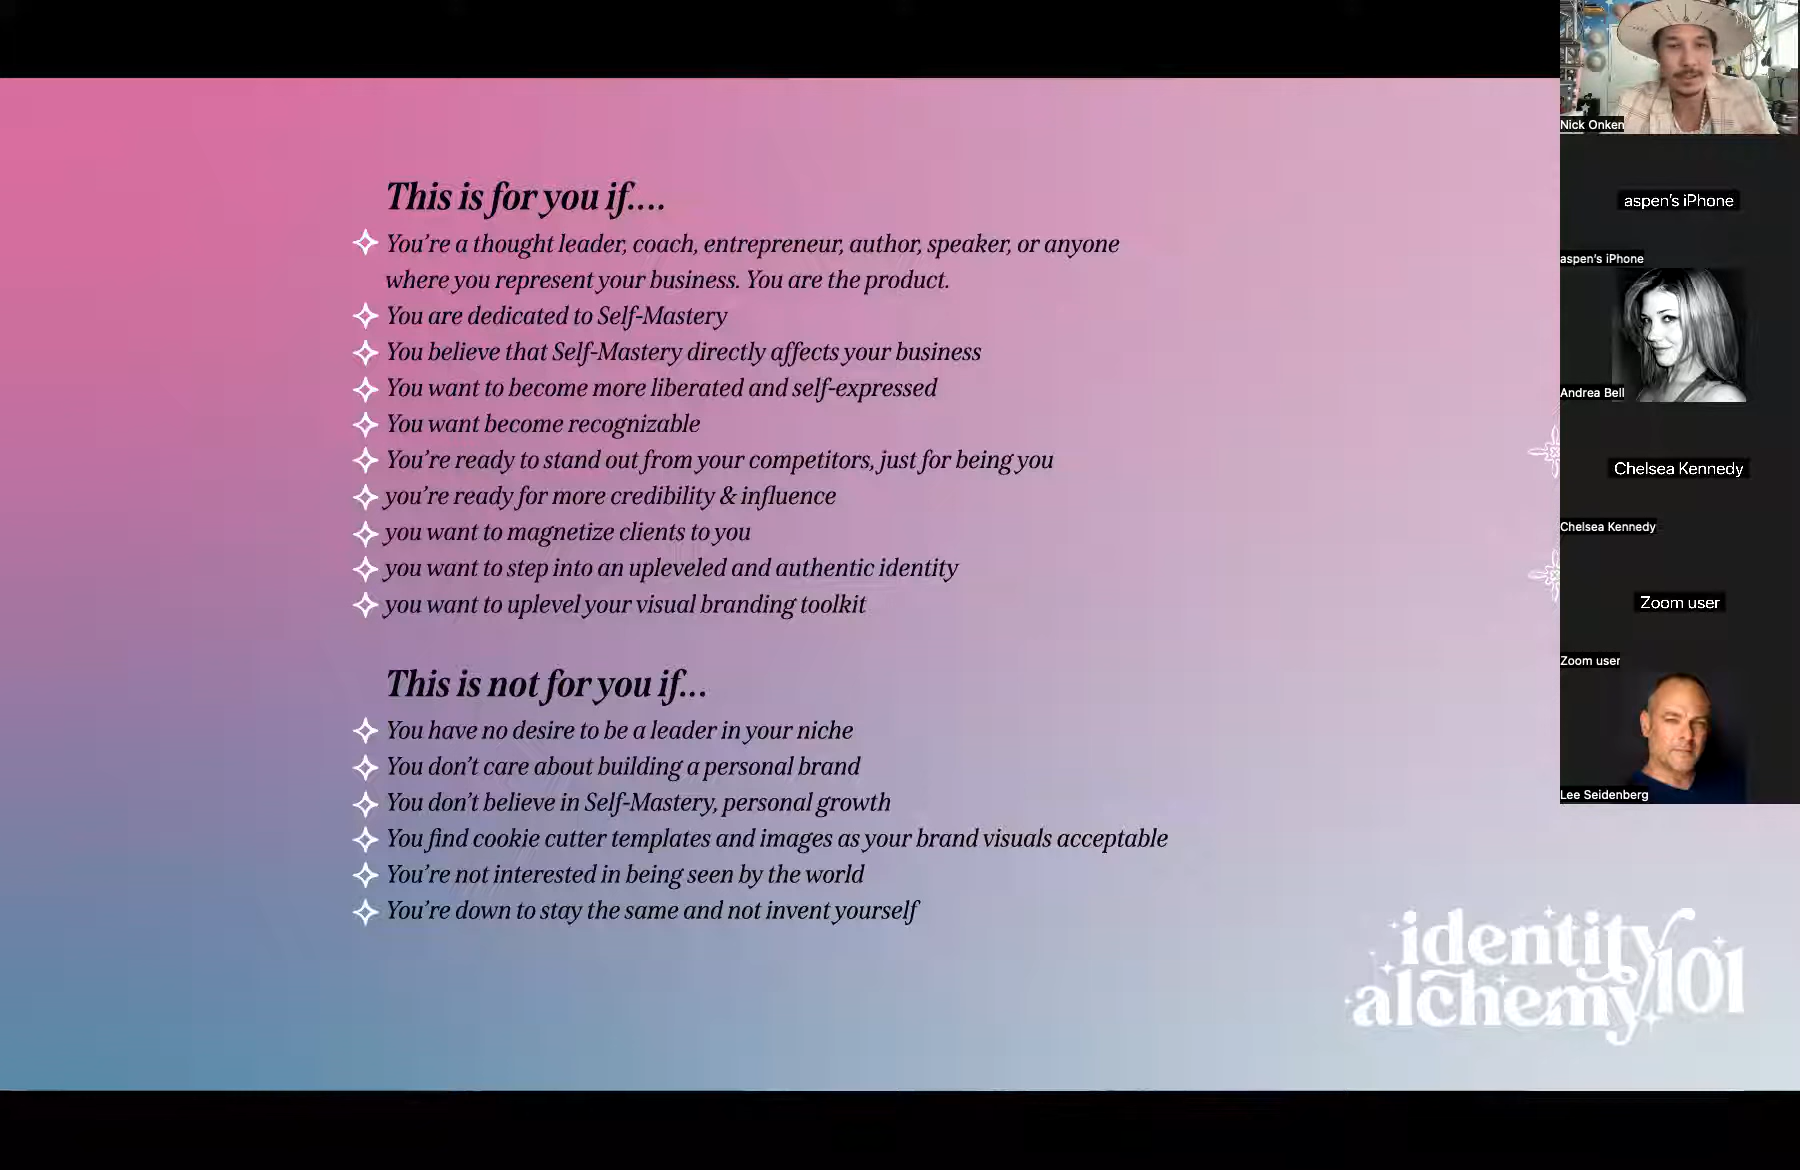 This is for you if....
You're a thought leader, coach, entrepreneur, author, speaker, or anyone
where you represent your business. You are the product.
You are dedicated to Self-Mastery
You believe that Self-Mastery directly affects your business
You want to become more liberated and self-expressed
You want become recognizable
You're ready to stand out from your competitors, just for being you
you're ready for more credibility & influence
you want to magnetize clients to you
you want to step into an upleveled and authentic identity
you want to uplevel your visual branding toolkit
This is not for you if...
You have no desire to be a leader in your niche
You don't care about building a personal brand
You don't believe in Self-Mastery, personal growth
You find cookie cutter templates and images as your brand visuals acceptable
You're not interested in being seen by the world
You're down to stay the same and not invent yourself
identity
alchemy 101
Nick Onken
aspen's iPhone
aspen's iPhone
Andrea Bell
Chelsea Kennedy
Chelsea Kennedy
Zoom user
Zoom user
Lee Seidenberg